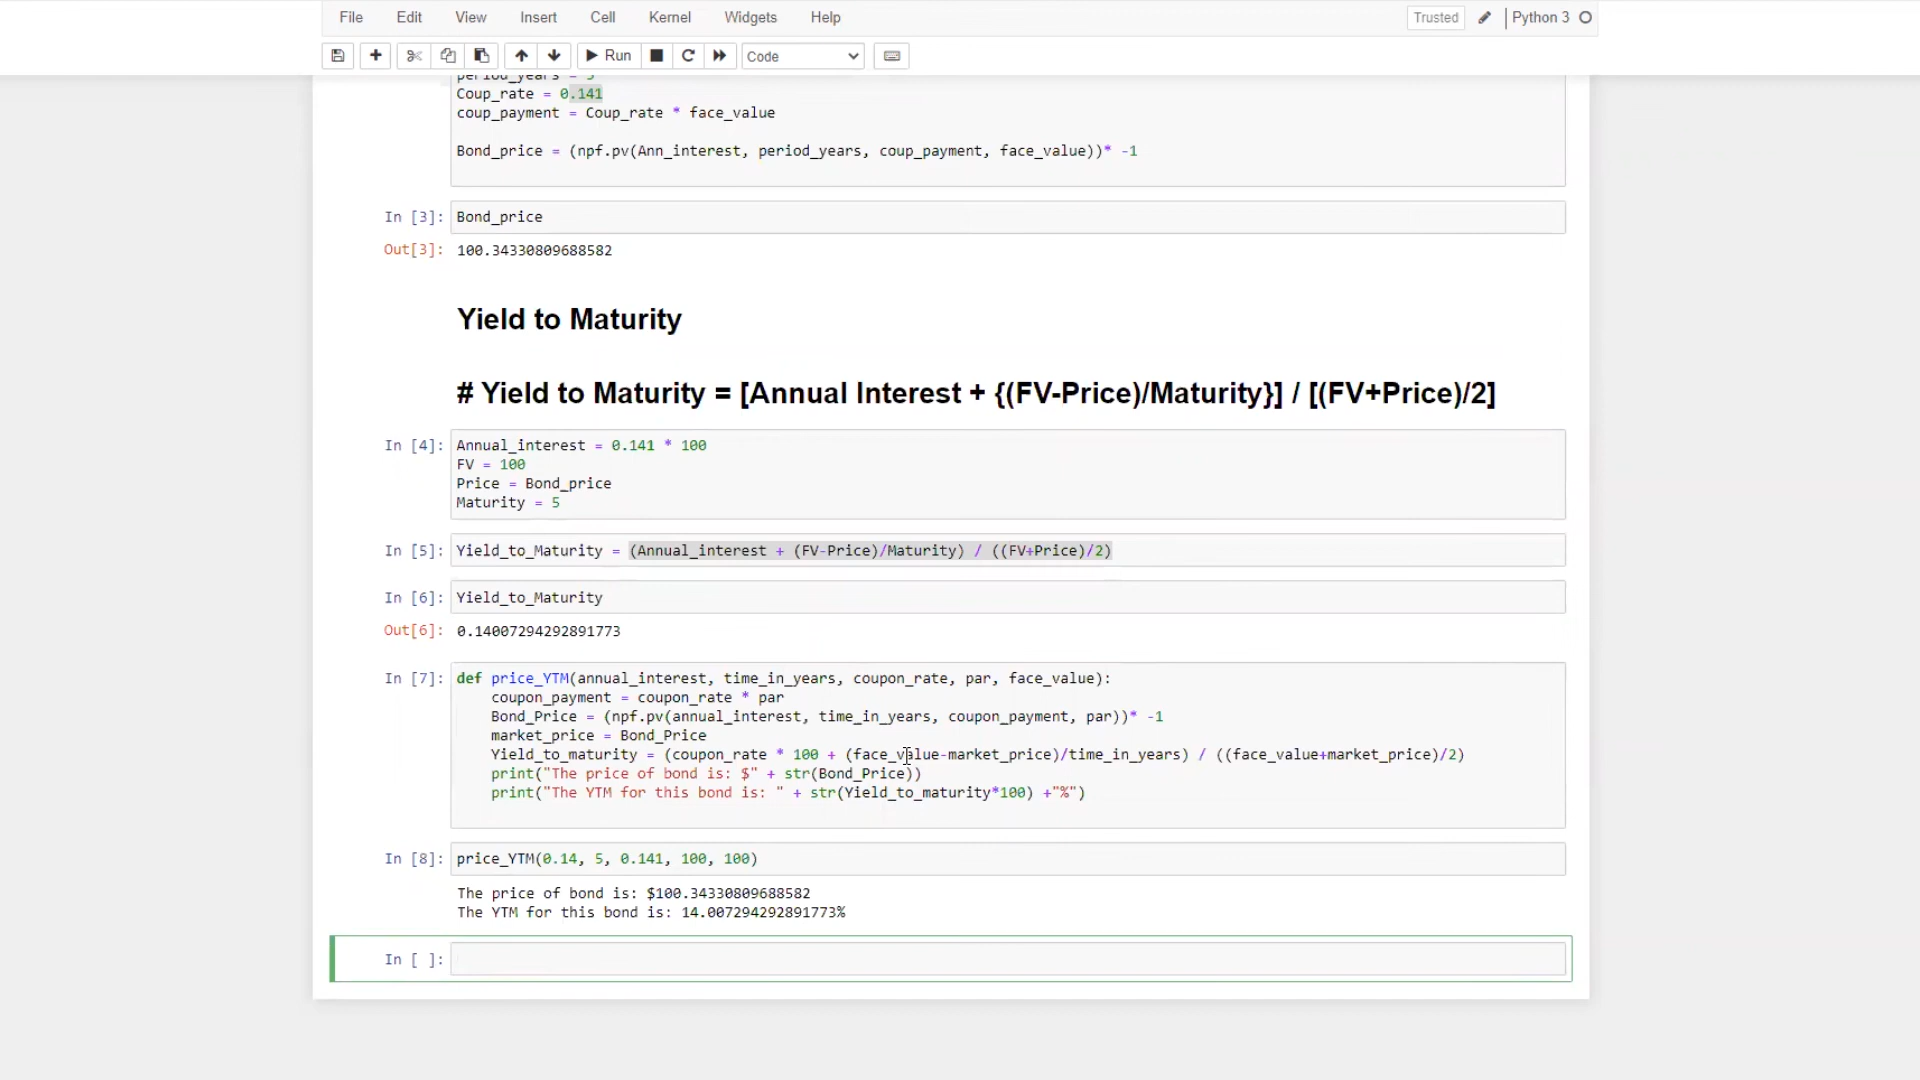 File Edit View Insert Cell Kernel Widgets Help Trusted Python 3
Run Code
period_years = 5
Coup_rate = 0.141
coup_payment = Coup_rate * face_value
Bond_price = (npf.pv(Ann_interest, period_years, coup_payment, face_value))* -1
In [3]: Bond_price
Out[3]: 100.34330809688582
Yield to Maturity
# Yield to Maturity = [Annual Interest + {(FV-Price)/Maturity}] / [(FV+Price)/2]
In [4]: Annual_interest = 0.141 * 100
FV = 100
Price = Bond_price
Maturity = 5
In [5]: Yield_to_Maturity = (Annual_interest + (FV-Price)/Maturity) / ((FV+Price)/2)
In [6]: Yield_to_Maturity
Out[6]: 0.14007294292891773
In [7]: def price_YTM(annual_interest, time_in_years, coupon_rate, par, face_value):
coupon_payment = coupon_rate * par
Bond_Price = (npf.pv(annual_interest, time_in_years, coupon_payment, par))* -1
market_price = Bond_Price
Yield_to_maturity = (coupon_rate * 100 + (face_value-market_price)/time_in_years) / ((face_value+market_price)/2)
print("The price of bond is: $" + str(Bond_Price))
print("The YTM for this bond is: " + str(Yield_to_maturity*100) +"%")
In [8]: price_YTM(0.14, 5, 0.141, 100, 100)
The price of bond is: $100.34330809688582
The YTM for this bond is: 14.007294292891773%
In [ ]: